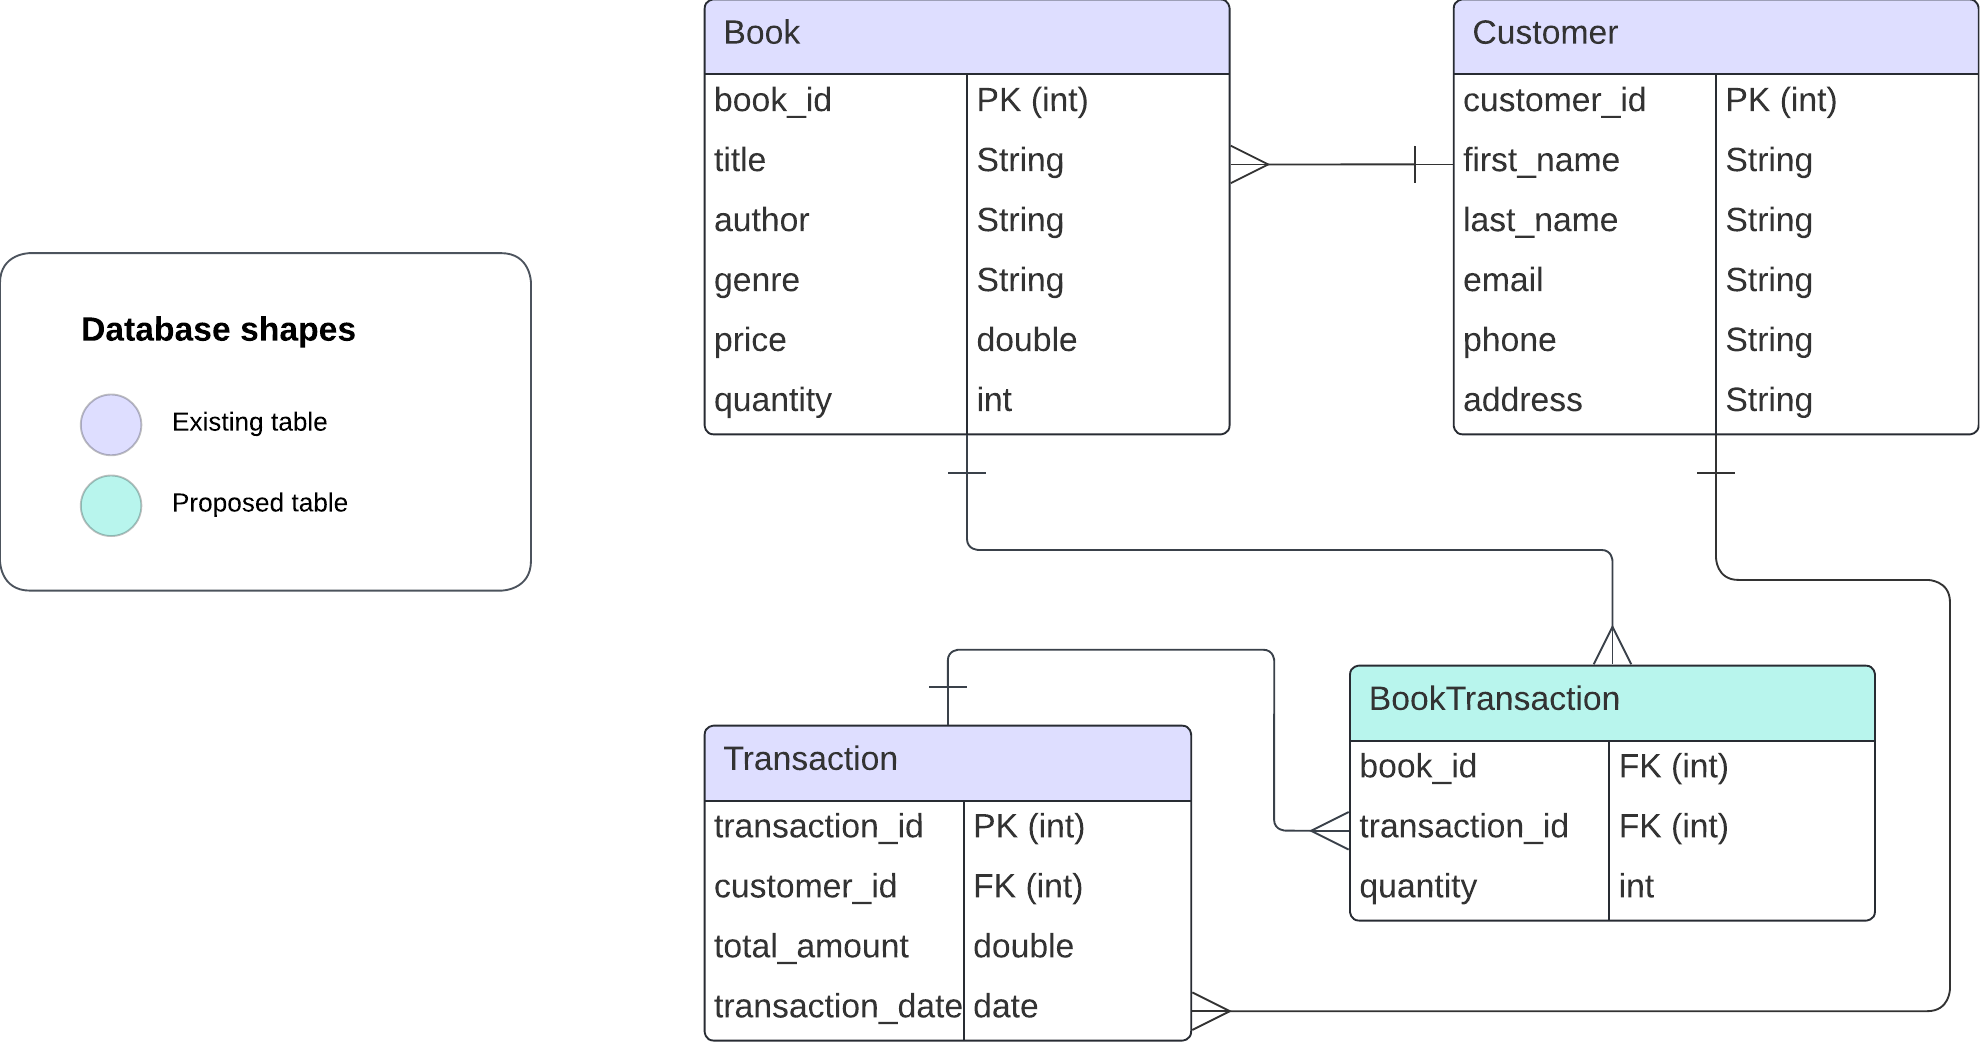 Database shapes
Existing table
Proposed table
Book
book_id PK (int)
title String
author String
genre String
price double
quantity int
Customer
customer_id PK (int)
first_name String
last_name String
email String
phone String
address String
Transaction
transaction_id PK (int)
customer_id FK (int)
total_amount double
transaction_date date
BookTransaction
book_id FK (int)
transaction_id FK (int)
quantity int